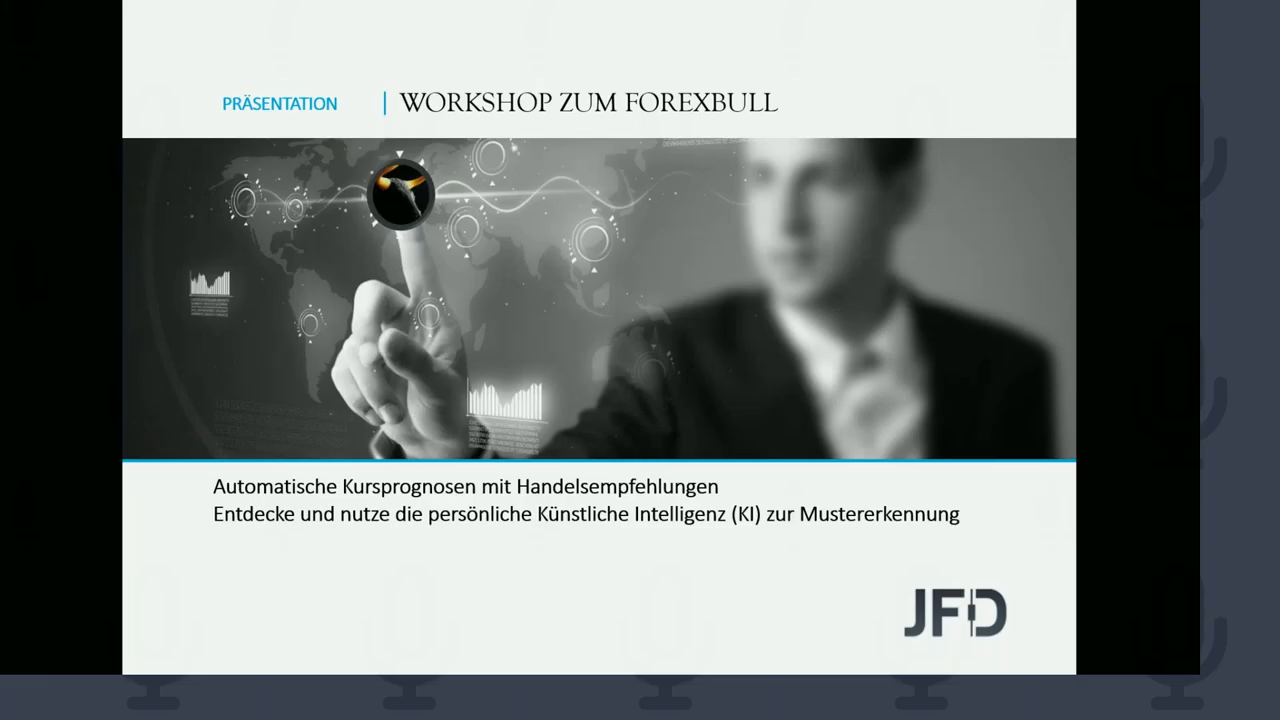 PRÄSENTATION | WORKSHOP ZUM FOREXBULL
Automatische Kursprognosen mit Handelsempfehlungen
Entdecke und nutze die persönliche Künstliche Intelligenz (KI) zur Mustererkennung
JFD